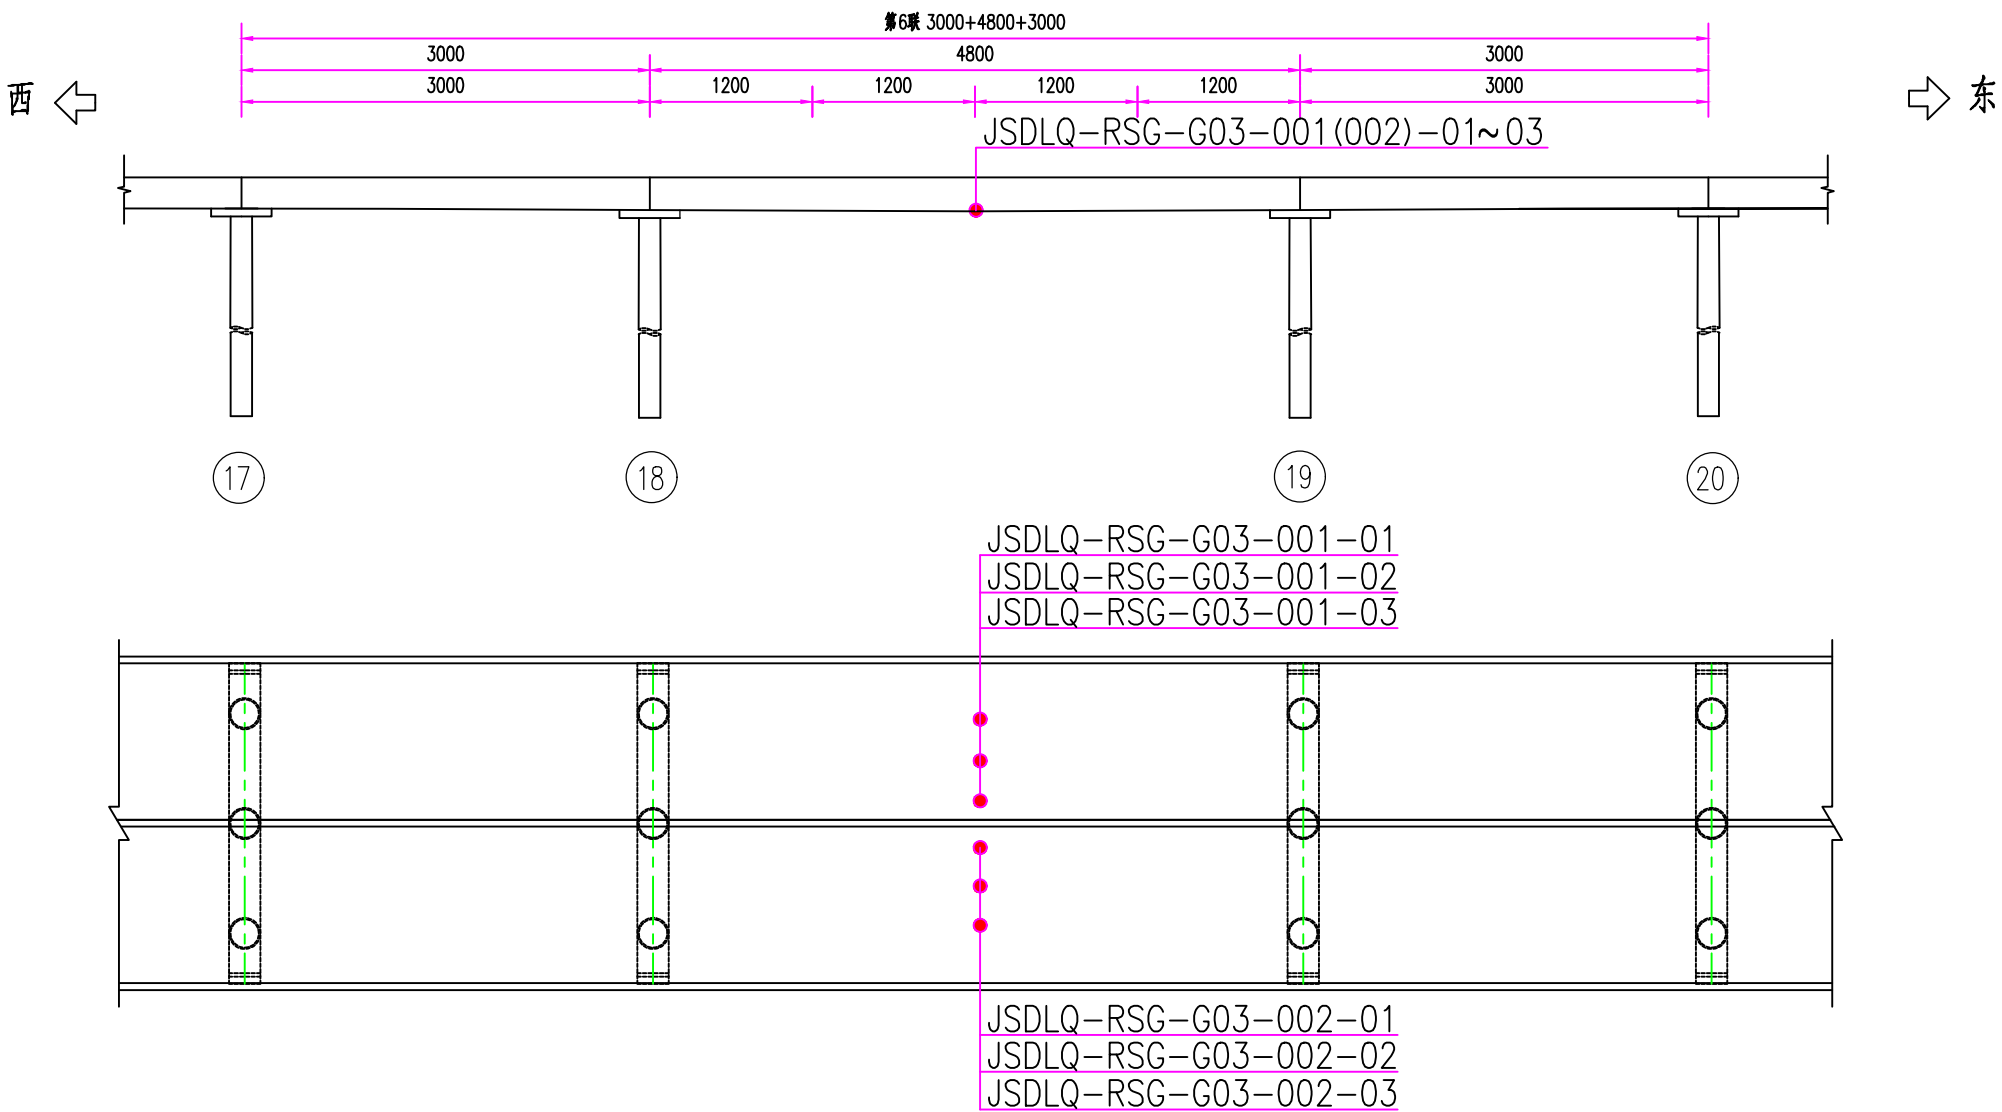 第6联 3000+4800+3000
3000 4800 3000
3000 1200 1200 1200 1200 3000
西 东
JSDLQ-RSG-G03-001(002)-01~03
17 18 19 20
JSDLQ-RSG-G03-001-01
JSDLQ-RSG-G03-001-02
JSDLQ-RSG-G03-001-03
JSDLQ-RSG-G03-002-01
JSDLQ-RSG-G03-002-02
JSDLQ-RSG-G03-002-03